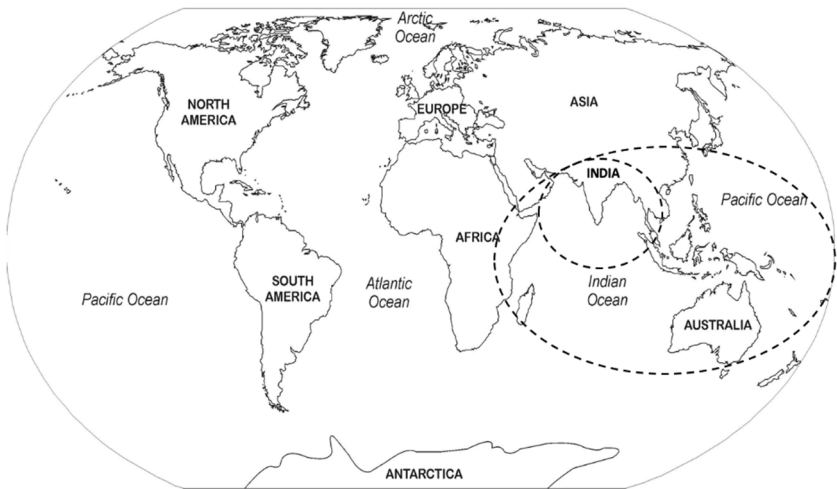 Arctic
Ocean
NORTH
AMERICA
EUROPE
ASIA
INDIA
Pacific Ocean
AFRICA
SOUTH
AMERICA
Atlantic
Ocean
Indian
Ocean
Pacific Ocean
AUSTRALIA
ANTARCTICA